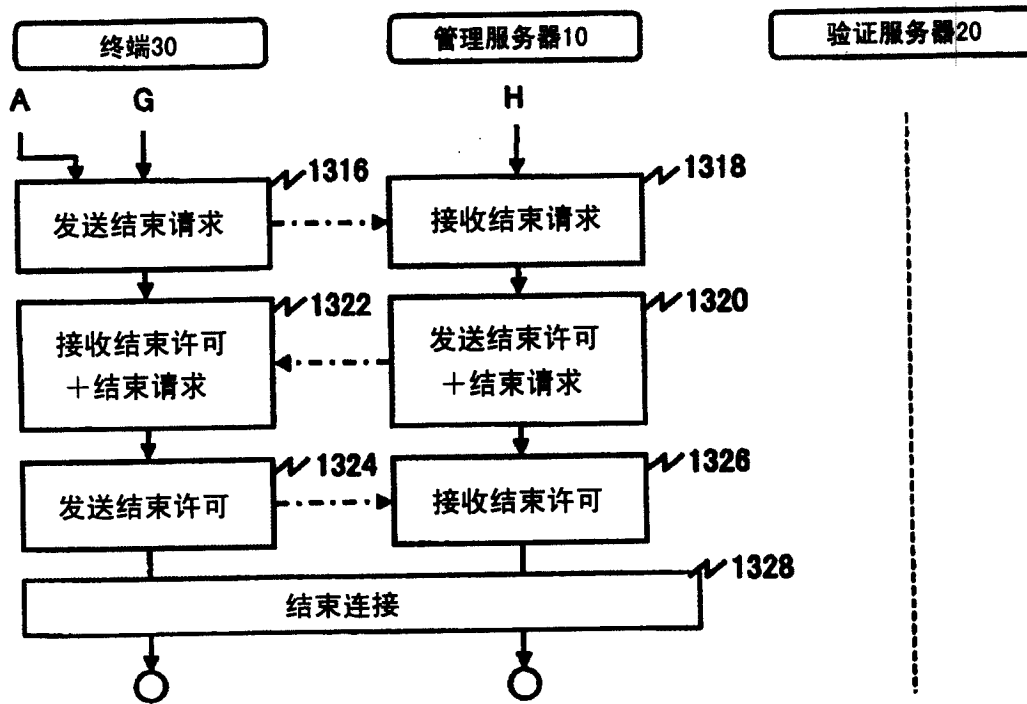 终端30
管理服务器10
验证服务器20
A
G
H
1316
1318
发送结束请求
接收结束请求
1322
1320
接收结束许可
+结束请求
发送结束许可
+结束请求
1324
1326
发送结束许可
接收结束许可
1328
结束连接